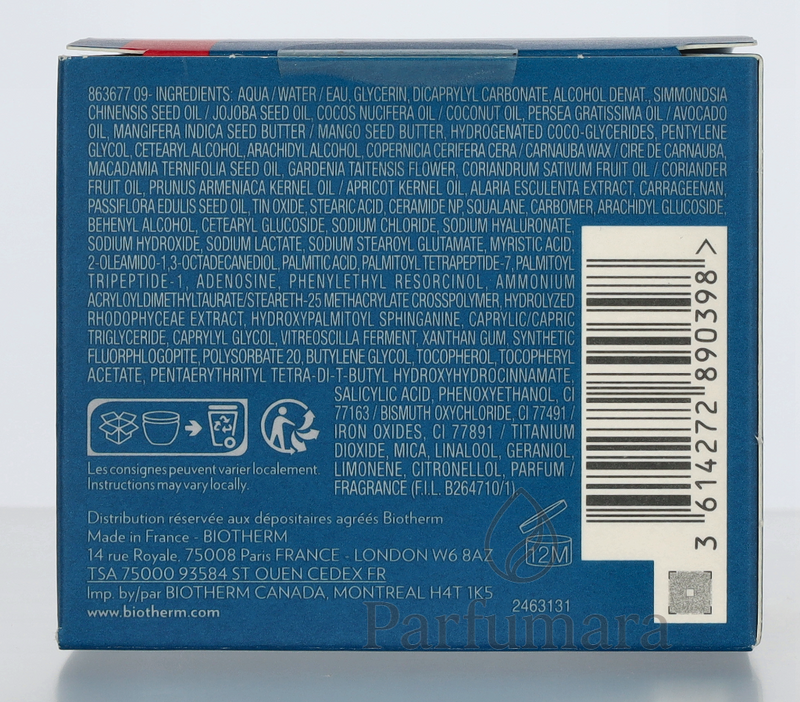 863677 09- INGREDIENTS: AQUA / WATER / EAU, GLYCERIN, DICAPRYLYL CARBONATE, ALCOHOL DENAT., SIMMONDSIA
CHINENSIS SEED OIL / JOJOBA SEED OIL, COCOS NUCIFERA OIL / COCONUT OIL, PERSEA GRATISSIMA OIL / AVOCADO
OIL, MANGIFERA INDICA SEED BUTTER / MANGO SEED BUTTER, HYDROGENATED COCO-GLYCERIDES, PENTYLENE
GLYCOL, CETEARYL ALCOHOL, ARACHIDYL ALCOHOL, COPERNICIA CERIFERA CERA / CARNAUBA WAX / CIRE DE CARNAUBA,
MACADAMIA TERNIFOLIA SEED OIL, GARDENIA TAITENSIS FLOWER, CORIANDRUM SATIVUM FRUIT OIL / CORIANDER
FRUIT OIL, PRUNUS ARMENIACA KERNEL OIL / APRICOT KERNEL OIL, ALARIA ESCULENTA EXTRACT, CARRAGEENAN,
PASSIFLORA EDULIS SEED OIL, TIN OXIDE, STEARIC ACID, CERAMIDE NP, SQUALANE, CARBOMER, ARACHIDYL GLUCOSIDE,
BEHENYL ALCOHOL, CETEARYL GLUCOSIDE, SODIUM CHLORIDE, SODIUM HYALURONATE,
SODIUM HYDROXIDE, SODIUM LACTATE, SODIUM STEAROYL GLUTAMATE, MYRISTIC ACID,
2-OLEAMIDO-1,3-OCTADECANEDIOL, PALMITIC ACID, PALMITOYL TETRAPEPTIDE-7, PALMITOYL
TRIPEPTIDE-1, ADENOSINE, PHENYLETHYL RESORCINOL, AMMONIUM
ACRYLOYLDIMETHYLTAURATE/STEARETH-25 METHACRYLATE CROSSPOLYMER, HYDROLYZED
RHODOPHYCEAE EXTRACT, HYDROXYPALMITOYL SPHINGANINE, CAPRYLIC/CAPRIC
TRIGLYCERIDE, CAPRYLYL GLYCOL, VITREOSCILLA FERMENT, XANTHAN GUM, SYNTHETIC
FLUORPHLOGOPITE, POLYSORBATE 20, BUTYLENE GLYCOL, TOCOPHEROL, TOCOPHERYL
ACETATE, PENTAERYTHRITYL TETRA-DI-T-BUTYL HYDROXYHYDROCINNAMATE,
SALICYLIC ACID, PHENOXYETHANOL, CI
77163 / BISMUTH OXYCHLORIDE, CI 77491 /
IRON OXIDES, CI 77891 / TITANIUM
DIOXIDE, MICA, LINALOOL, GERANIOL,
LIMONENE, CITRONELLOL, PARFUM /
FRAGRANCE (F.I.L. B264710/1)
Les consignes peuvent varier localement.
Instructions may vary locally.
Distribution réservée aux dépositaires agréés Biotherm
Made in France - BIOTHERM
14 rue Royale, 75008 Paris FRANCE - LONDON W6 8AZ
TSA 75000 93584 ST OUEN CEDEX FR
Imp. by/par BIOTHERM CANADA, MONTREAL H4T 1K5
www.biotherm.com
12M
2463131
3 614272 890398 >
Parfumara